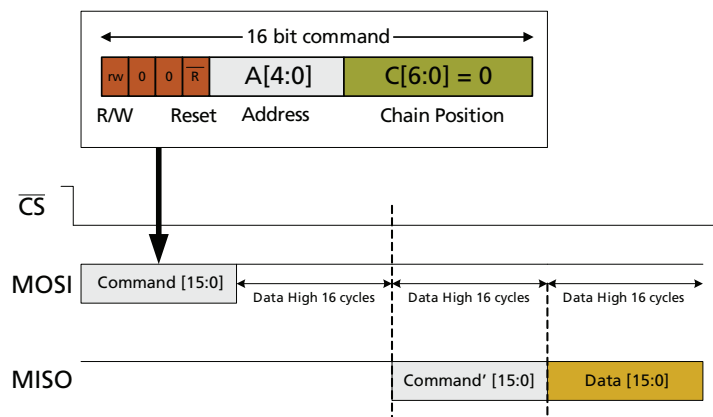 16 bit command
rw 0 0 R̅ A[4:0] C[6:0] = 0
R/W Reset Address Chain Position
C̅S̅
MOSI Command [15:0] Data High 16 cycles Data High 16 cycles Data High 16 cycles
MISO Command’ [15:0] Data [15:0]